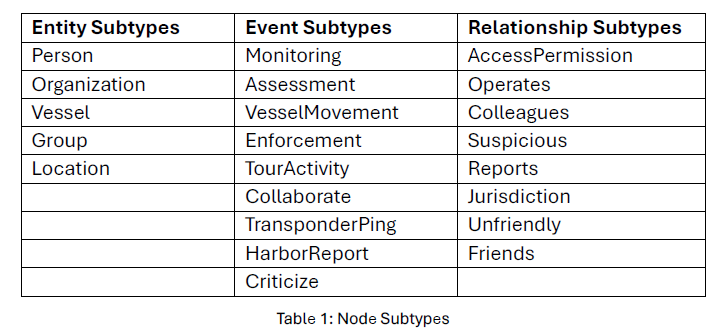 Entity Subtypes Event Subtypes Relationship Subtypes
Person Monitoring AccessPermission
Organization Assessment Operates
Vessel VesselMovement Colleagues
Group Enforcement Suspicious
Location TourActivity Reports
Collaborate Jurisdiction
TransponderPing Unfriendly
HarborReport Friends
Criticize
Table 1: Node Subtypes